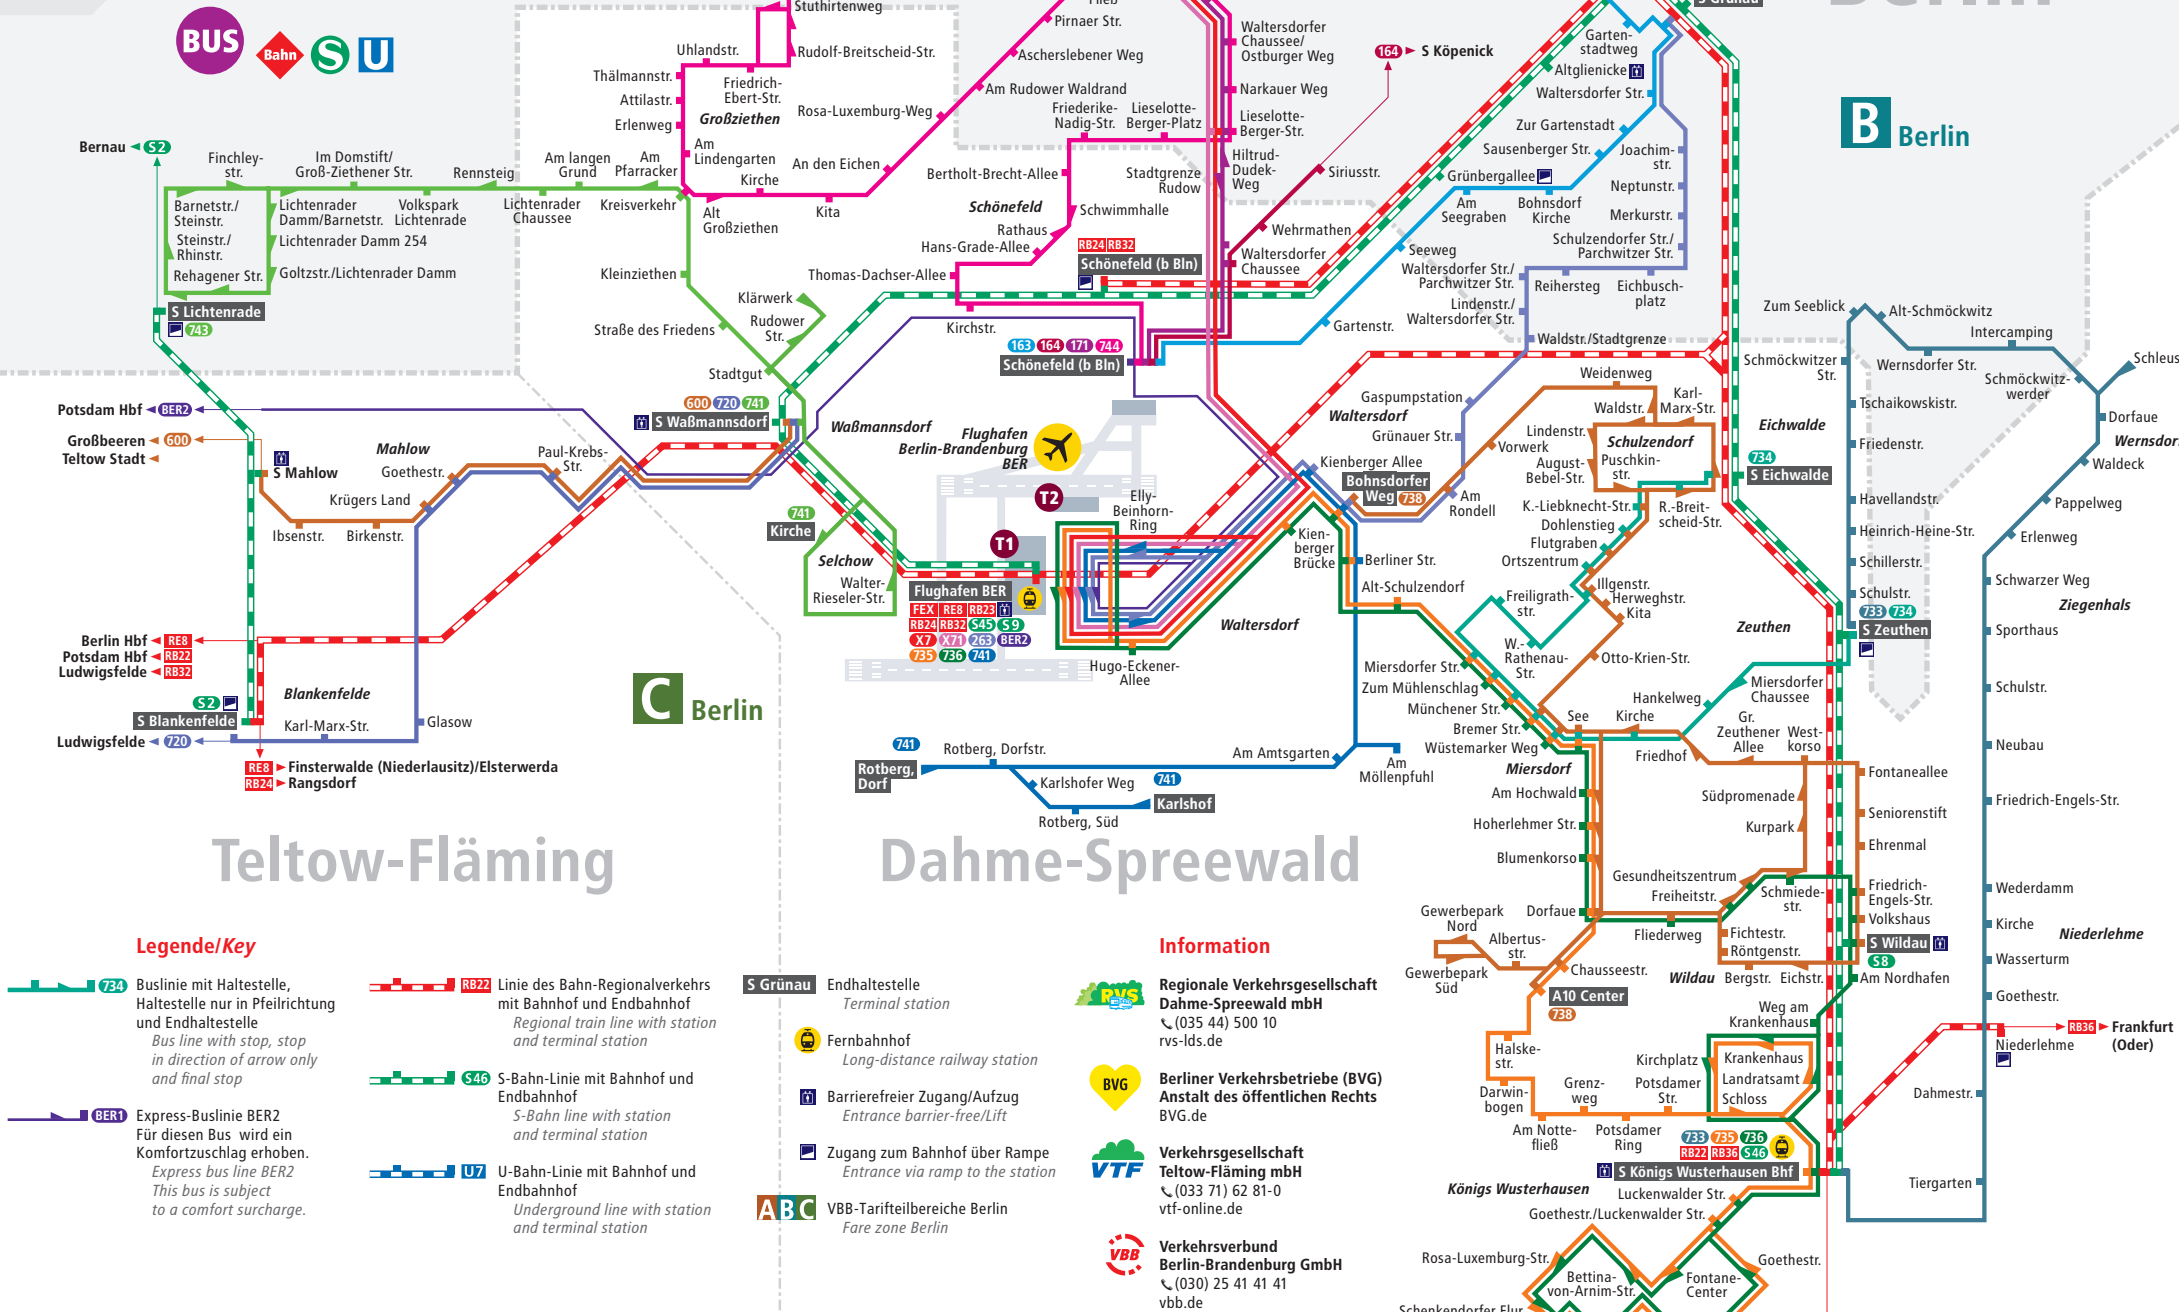 BUS
Bahn
S
U
Berlin
S Grünau
Stuthirtenweg
Uhlandstr.
Rudolf-Breitscheid-Str.
Thälmannstr.
Friedrich-
Ebert-Str.
Attilastr.
Großziethen
Erlenweg
Am
Lindengarten
Kirche
Alt
Großziethen
Kita
An den Eichen
Rosa-Luxemburg-Weg
Am Rudower Waldrand
Ascherslebener Weg
Pirnaer Str.
Friederike-
Nadig-Str.
Lieselotte-
Berger-Platz
Bertholt-Brecht-Allee
Stadtgrenze
Rudow
Schönefeld
Schwimmhalle
Rathaus
Hans-Grade-Allee
Thomas-Dachser-Allee
Kirchstr.
RB24 RB32
Schönefeld (b Bln)
163 164 171 744
Schönefeld (b Bln)
Waltersdorfer
Chaussee/
Ostburger Weg
Narkauer Weg
Lieselotte-
Berger-Str.
Hiltrud-
Dudek-
Weg
Waltersdorfer
Chaussee
Wehrmathen
Siriusstr.
164 S Köpenick
Garten-
stadtweg
Altglienicke
Waltersdorfer Str.
Zur Gartenstadt
Sausenberger Str.
Grünbergallee
Am
Seegraben
Bohnsdorf
Kirche
Seeweg
Gartenstr.
Joachim-
str.
Neptunstr.
Merkurstr.
Schulzendorfer Str./
Parchwitzer Str.
Waltersdorfer Str./
Parchwitzer Str.
Reihersteg
Eichbusch-
platz
Lindenstr./
Waltersdorfer Str.
Waldstr./Stadtgrenze
B Berlin
Bernau S2
Finchley-
str.
Im Domstift/
Groß-Ziethener Str.
Rennsteig
Am langen
Grund
Am
Pfarracker
Barnetstr./
Steinstr.
Lichtenrader
Damm/Barnetstr.
Volkspark
Lichtenrade
Lichtenrader
Chaussee
Kreisverkehr
Steinstr./
Rhinstr.
Lichtenrader Damm 254
Rehagener Str.
Goltzstr./Lichtenrader Damm
S Lichtenrade
743
Kleinziethen
Klärwerk
Rudower
Str.
Straße des Friedens
Stadtgut
600 720 741
S Waßmannsdorf
Waßmannsdorf
Potsdam Hbf BER2
Großbeeren 600
Teltow Stadt
S Mahlow
Mahlow
Goethestr.
Krügers Land
Ibsenstr.
Birkenstr.
Paul-Krebs-
Str.
Berlin Hbf RE8
Potsdam Hbf RB22
Ludwigsfelde RB32
Blankenfelde
S2
S Blankenfelde
Karl-Marx-Str.
Glasow
Ludwigsfelde 720
RE8 Finsterwalde (Niederlausitz)/Elsterwerda
RB24 Rangsdorf
C Berlin
Flughafen
Berlin-Brandenburg
BER
T2
T1
Elly-
Beinhorn-
Ring
741
Kirche
Selchow
Walter-
Rieseler-Str.
Flughafen BER
FEX RE8 RB23
RB24 RB32 S45 S9
X7 X71 263 BER2
735 736 741
Hugo-Eckener-
Allee
Waltersdorf
Kien-
berger
Brücke
Kienberger Allee
Bohnsdorfer
Weg 738
Gaspumpstation
Waltersdorf
Grünauer Str.
Vorwerk
Am
Rondell
Weidenweg
Waldstr.
Karl-
Marx-Str.
Lindenstr.
Schulzendorf
August-
Bebel-Str.
Puschkin-
str.
K.-Liebknecht-Str.
R.-Breit-
scheid-Str.
Dohlenstieg
Flutgraben
Ortszentrum
Berliner Str.
Alt-Schulzendorf
Illgenstr.
Herweghstr.
Kita
Freiligrath-
str.
W.-
Rathenau-
Str.
Otto-Krien-Str.
Miersdorfer Str.
Zum Mühlenschlag
Münchener Str.
Bremer Str.
Wüstemarker Weg
Miersdorf
See
Kirche
Hankelweg
Miersdorfer
Chaussee
Zeuthen
741
Rotberg,
Dorf
Rotberg, Dorfstr.
Karlshofer Weg
741
Karlshof
Rotberg, Süd
Am Amtsgarten
Am
Möllenpfuhl
Eichwalde
734
S Eichwalde
Zum Seeblick
Alt-Schmöckwitz
Intercamping
Wernsdorfer Str.
Schmöckwitz-
werder
Schleus
Schmöckwitzer
Str.
Tschaikowskistr.
Friedenstr.
Havellandstr.
Heinrich-Heine-Str.
Schillerstr.
Schulstr.
733 734
S Zeuthen
Dorfaue
Wernsdor
Waldeck
Pappelweg
Erlenweg
Schwarzer Weg
Ziegenhals
Sporthaus
Schulstr.
Neubau
Friedrich-Engels-Str.
Wederdamm
Kirche
Niederlehme
Wasserturm
Goethestr.
RB36 Frankfurt
(Oder)
Niederlehme
Dahmestr.
Tiergarten
Gr.
Zeuthener
Allee
West-
korso
Friedhof
Fontaneallee
Südpromenade
Seniorenstift
Kurpark
Ehrenmal
Am Hochwald
Hoherlehmer Str.
Blumenkorso
Dorfaue
Gesundheitszentrum
Freiheitstr.
Schmiede-
str.
Friedrich-
Engels-Str.
Volkshaus
Fliederweg
Fichtestr.
Röntgenstr.
S Wildau
S8
Wildau
Bergstr.
Eichstr.
Am Nordhafen
Gewerbepark
Nord
Albertus-
str.
Gewerbepark
Süd
Chausseestr.
A10 Center
738
Weg am
Krankenhaus
Halske-
str.
Kirchplatz
Krankenhaus
Landratsamt
Schloss
Darwin-
bogen
Grenz-
weg
Potsdamer
Str.
Am Notte-
fließ
Potsdamer
Ring
733 735 736
RB22 RB36 S46
S Königs Wusterhausen Bhf
Königs Wusterhausen
Luckenwalder Str.
Goethestr./Luckenwalder Str.
Rosa-Luxemburg-Str.
Goethestr.
Bettina-
von-Arnim-Str.
Fontane-
Center
Schenkendorfer Flur
Teltow-Fläming
Dahme-Spreewald
Legende/Key
734 Buslinie mit Haltestelle,
Haltestelle nur in Pfeilrichtung
und Endhaltestelle
Bus line with stop, stop
in direction of arrow only
and final stop
BER1 Express-Buslinie BER2
Für diesen Bus wird ein
Komfortzuschlag erhoben.
Express bus line BER2
This bus is subject
to a comfort surcharge.
RB22 Linie des Bahn-Regionalverkehrs
mit Bahnhof und Endbahnhof
Regional train line with station
and terminal station
S46 S-Bahn-Linie mit Bahnhof und
Endbahnhof
S-Bahn line with station
and terminal station
U7 U-Bahn-Linie mit Bahnhof und
Endbahnhof
Underground line with station
and terminal station
S Grünau Endhaltestelle
Terminal station
Fernbahnhof
Long-distance railway station
Barrierefreier Zugang/Aufzug
Entrance barrier-free/Lift
Zugang zum Bahnhof über Rampe
Entrance via ramp to the station
A B C VBB-Tarifteilbereiche Berlin
Fare zone Berlin
Information
RVS
Regionale Verkehrsgesellschaft
Dahme-Spreewald mbH
(035 44) 500 10
rvs-lds.de
BVG
Berliner Verkehrsbetriebe (BVG)
Anstalt des öffentlichen Rechts
BVG.de
VTF
Verkehrsgesellschaft
Teltow-Fläming mbH
(033 71) 62 81-0
vtf-online.de
VBB
Verkehrsverbund
Berlin-Brandenburg GmbH
(030) 25 41 41 41
vbb.de